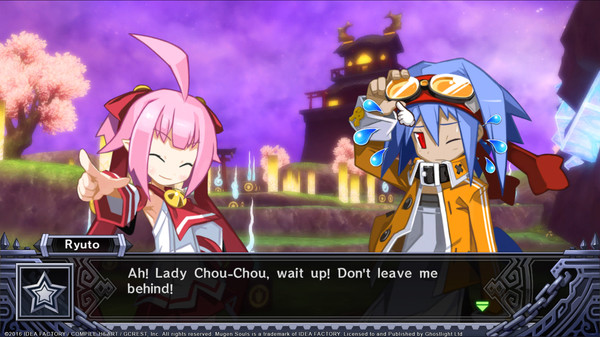 Ryuto
Ah! Lady Chou-Chou, wait up! Don't leave me
behind!
©2010 IDEA FACTORY / COMPILE HEART / GCREST, Inc. All rights reserved. Mugen Souls is a trademark of IDEA FACTORY. Licensed to and Published by Ghostlight Ltd